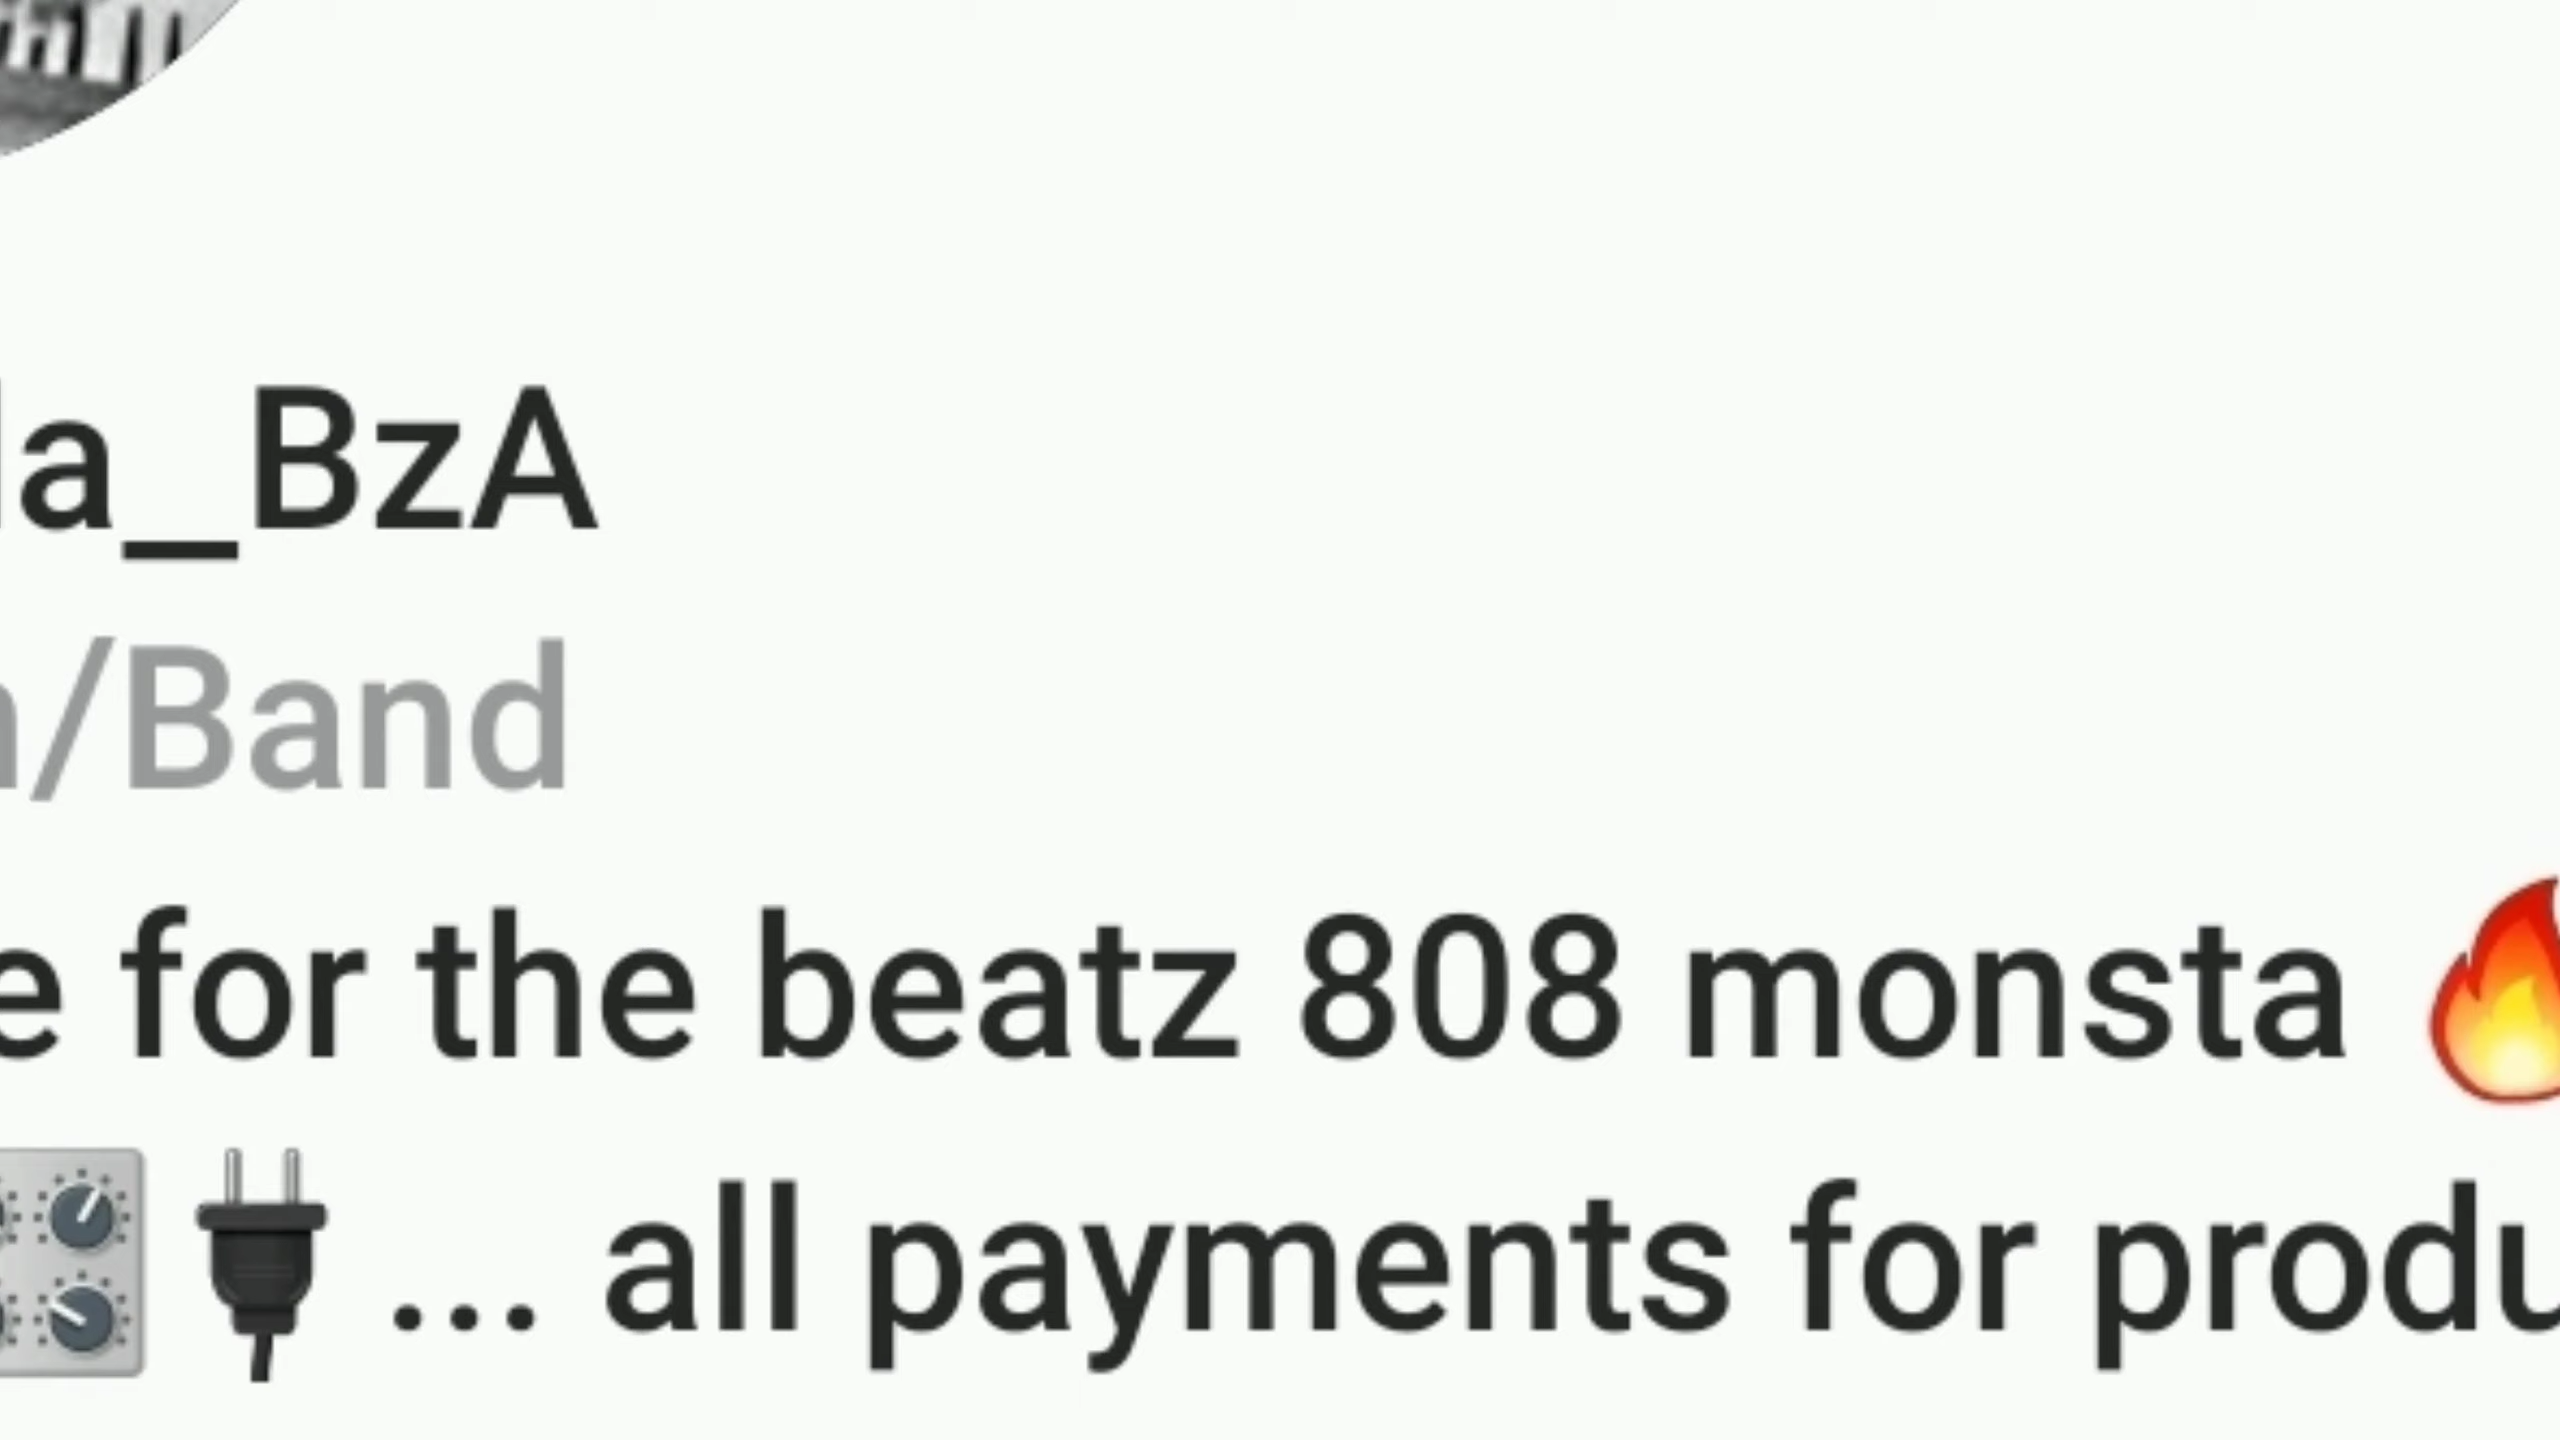 la_BzA
/Band
e for the beatz 808 monsta 🔥
🎛🔌... all payments for produ